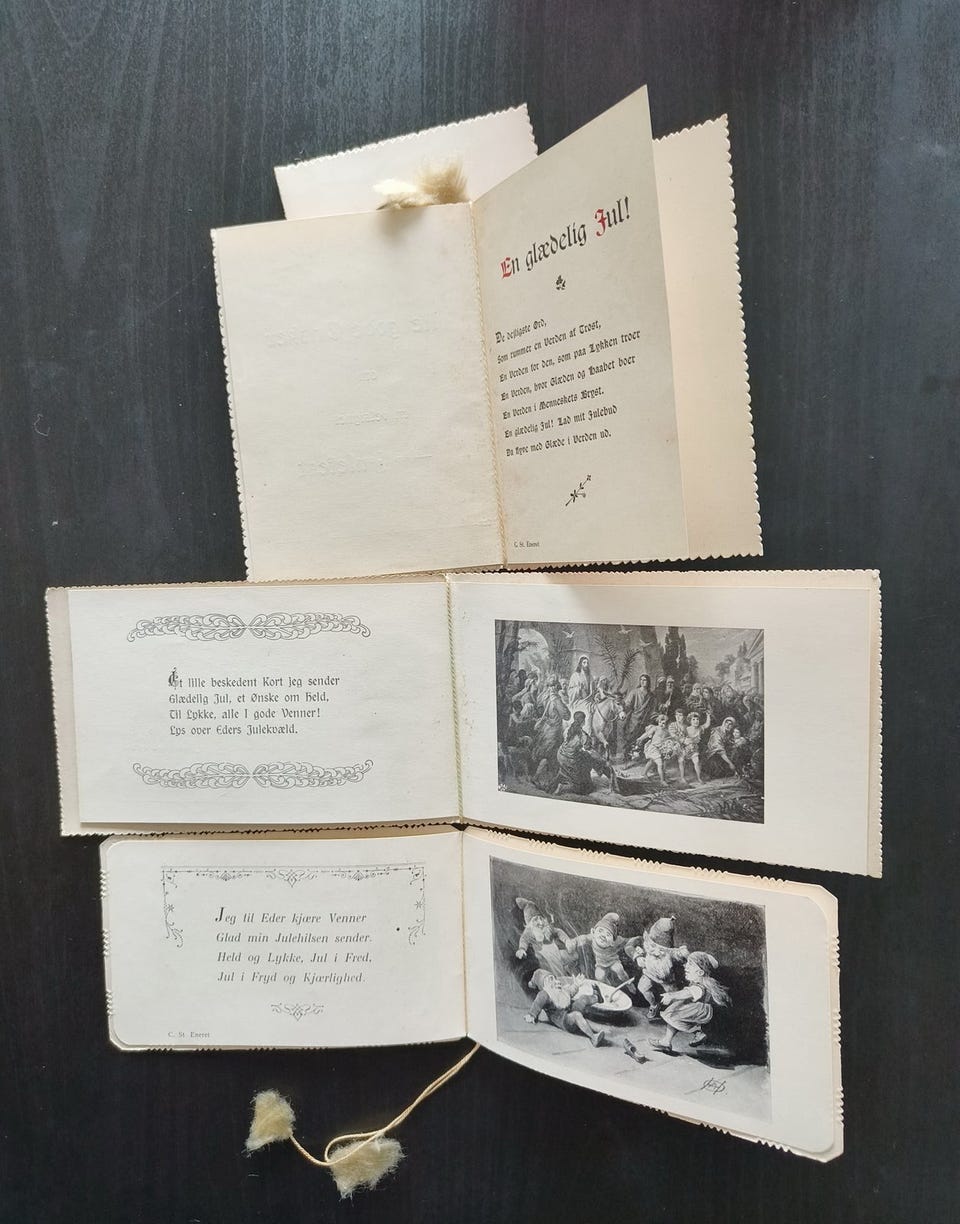 En glædelig Jul!
De dejligste Ord,
Som rummer en Verden af Trøst,
En Verden for den, som paa Lykken troer
En Verden, hvor Glæden og Haabet boer
En Verden i Menneskets Bryst.
En glædelig Jul! Lad mit Julebud
Da flyve med Glæde i Verden ud.
C. St. Eneret
Et lille beskedent Kort jeg sender
Glædelig Jul, et Ønske om Held,
Til Lykke, alle I gode Venner!
Lys over Eders Julekvæld.
Jeg til Eder kjære Venner
Glad min Julehilsen sender.
Held og Lykke, Jul i Fred,
Jul i Fryd og Kjærlighed.
C. St. Eneret